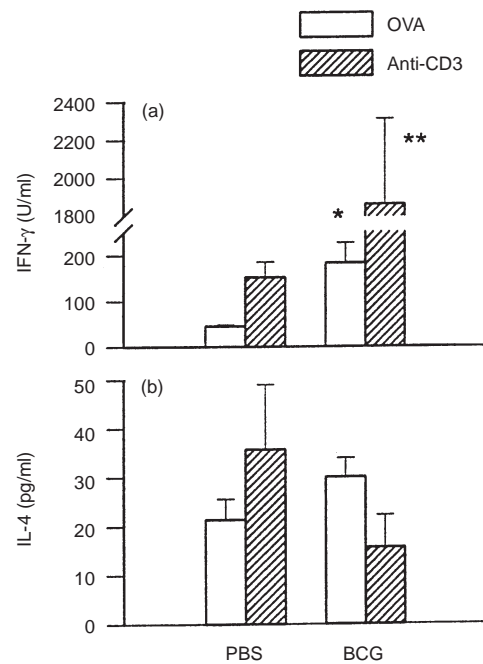 OVA
Anti-CD3
(a)
2400
2200
2000
1800
200
100
0
IFN-γ (U/ml)
*
**
(b)
50
40
30
20
10
0
IL-4 (pg/ml)
PBS BCG